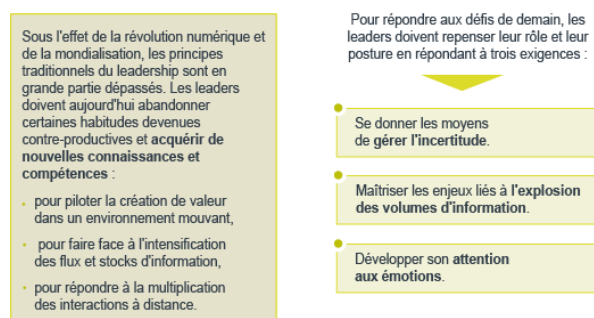 Sous l'effet de la révolution numérique et
de la mondialisation, les principes
traditionnels du leadership sont en
grande partie dépassés. Les leaders
doivent aujourd'hui abandonner
certaines habitudes devenues
contre-productives et acquérir de
nouvelles connaissances et
compétences :
pour piloter la création de valeur
dans un environnement mouvant,
pour faire face à l'intensification
des flux et stocks d'information,
pour répondre à la multiplication
des interactions à distance.
Pour répondre aux défis de demain, les
leaders doivent repenser leur rôle et leur
posture en répondant à trois exigences :
Se donner les moyens
de gérer l'incertitude.
Maîtriser les enjeux liés à l'explosion
des volumes d'information.
Développer son attention
aux émotions.